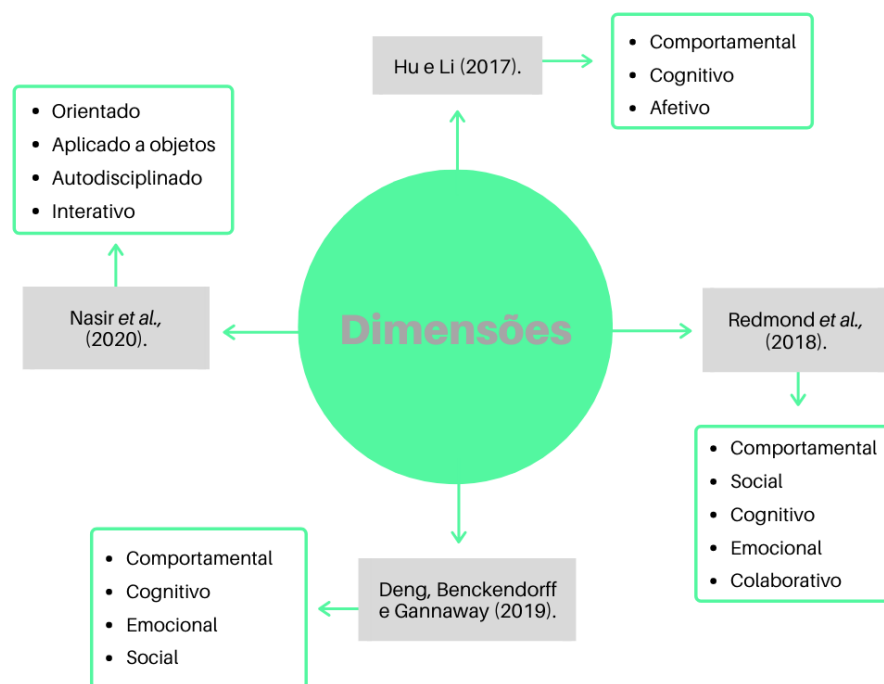 Hu e Li (2017).
Comportamental
Cognitivo
Afetivo
Orientado
Aplicado a objetos
Autodisciplinado
Interativo
Nasir et al.,
(2020).
Dimensões
Redmond et al.,
(2018).
Comportamental
Social
Cognitivo
Emocional
Colaborativo
Deng, Benckendorff
e Gannaway (2019).
Comportamental
Cognitivo
Emocional
Social